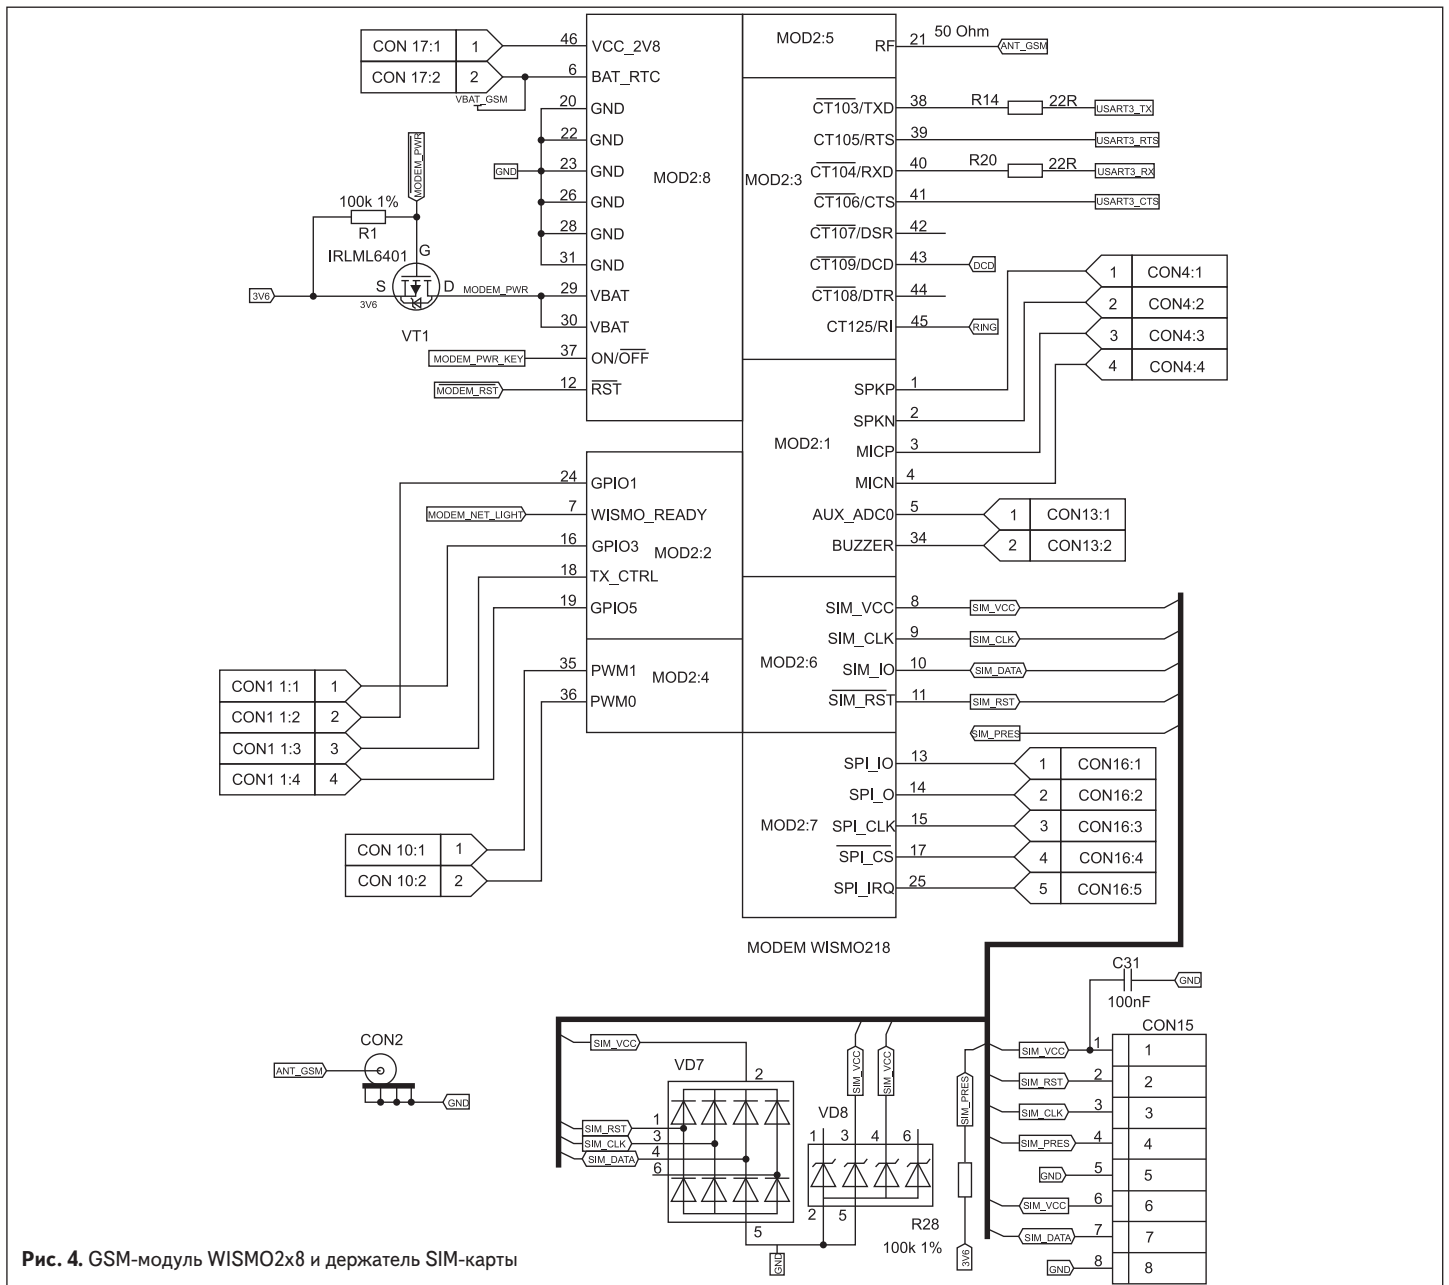 CON 17:1 1
CON 17:2 2
VBAT_GSM
46 VCC_2V8
6 BAT_RTC
20 GND
22 GND
GND 23 GND
26 GND
28 GND
31 GND
29 VBAT
30 VBAT
MODEM_PWR_KEY 37 ON/OFF
MODEM_RST 12 RST
MOD2:8
MODEM_PWR
100k 1%
R1
IRLML6401
G
S D
3V6
3V6
MODEM_PWR
VT1
MOD2:5
RF 21 50 Ohm ANT_GSM
MOD2:3
CT103/TXD 38 R14 22R USART3_TX
CT105/RTS 39 USART3_RTS
CT104/RXD 40 R20 22R USART3_RX
CT106/CTS 41 USART3_CTS
CT107/DSR 42
CT109/DCD 43 DCD
CT108/DTR 44
CT125/RI 45 RING
1 CON4:1
2 CON4:2
3 CON4:3
4 CON4:4
MOD2:1
SPKP 1
SPKN 2
MICP 3
MICN 4
AUX_ADC0 5 1 CON13:1
BUZZER 34 2 CON13:2
24 GPIO1
MODEM_NET_LIGHT 7 WISMO_READY
16 GPIO3
MOD2:2
18 TX_CTRL
19 GPIO5
35 PWM1
MOD2:4
36 PWM0
CON1 1:1 1
CON1 1:2 2
CON1 1:3 3
CON1 1:4 4
CON 10:1 1
CON 10:2 2
MOD2:6
SIM_VCC 8 SIM_VCC
SIM_CLK 9 SIM_CLK
SIM_IO 10 SIM_DATA
SIM_RST 11 SIM_RST
SIM_PRES
MOD2:7
SPI_IO 13 1 CON16:1
SPI_O 14 2 CON16:2
SPI_CLK 15 3 CON16:3
SPI_CS 17 4 CON16:4
SPI_IRQ 25 5 CON16:5
MODEM WISMO218
CON2
ANT_GSM
GND
SIM_VCC
VD7
2
SIM_RST 1
SIM_CLK 3
SIM_DATA 4
6
5
GND
SIM_VCC
SIM_VCC
VD8
1 3 4 6
2 5
SIM_PRES
R28
100k 1%
3V6
C31
100nF
GND
CON15
SIM_VCC 1 1
SIM_RST 2 2
SIM_CLK 3 3
SIM_PRES 4 4
GND 5 5
SIM_VCC 6 6
SIM_DATA 7 7
GND 8 8
Рис. 4. GSM-модуль WISMO2x8 и держатель SIM-карты